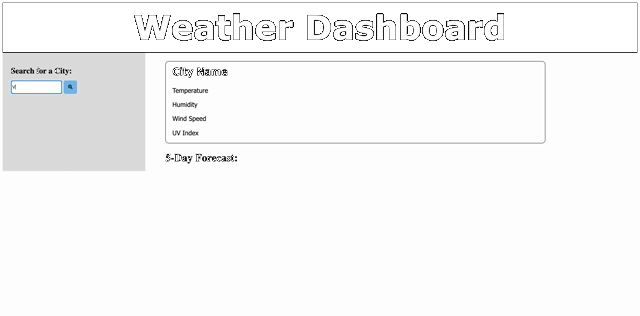 Weather Dashboard
Search for a City:
City Name
Temperature
Humidity
Wind Speed
UV Index
5-Day Forecast: